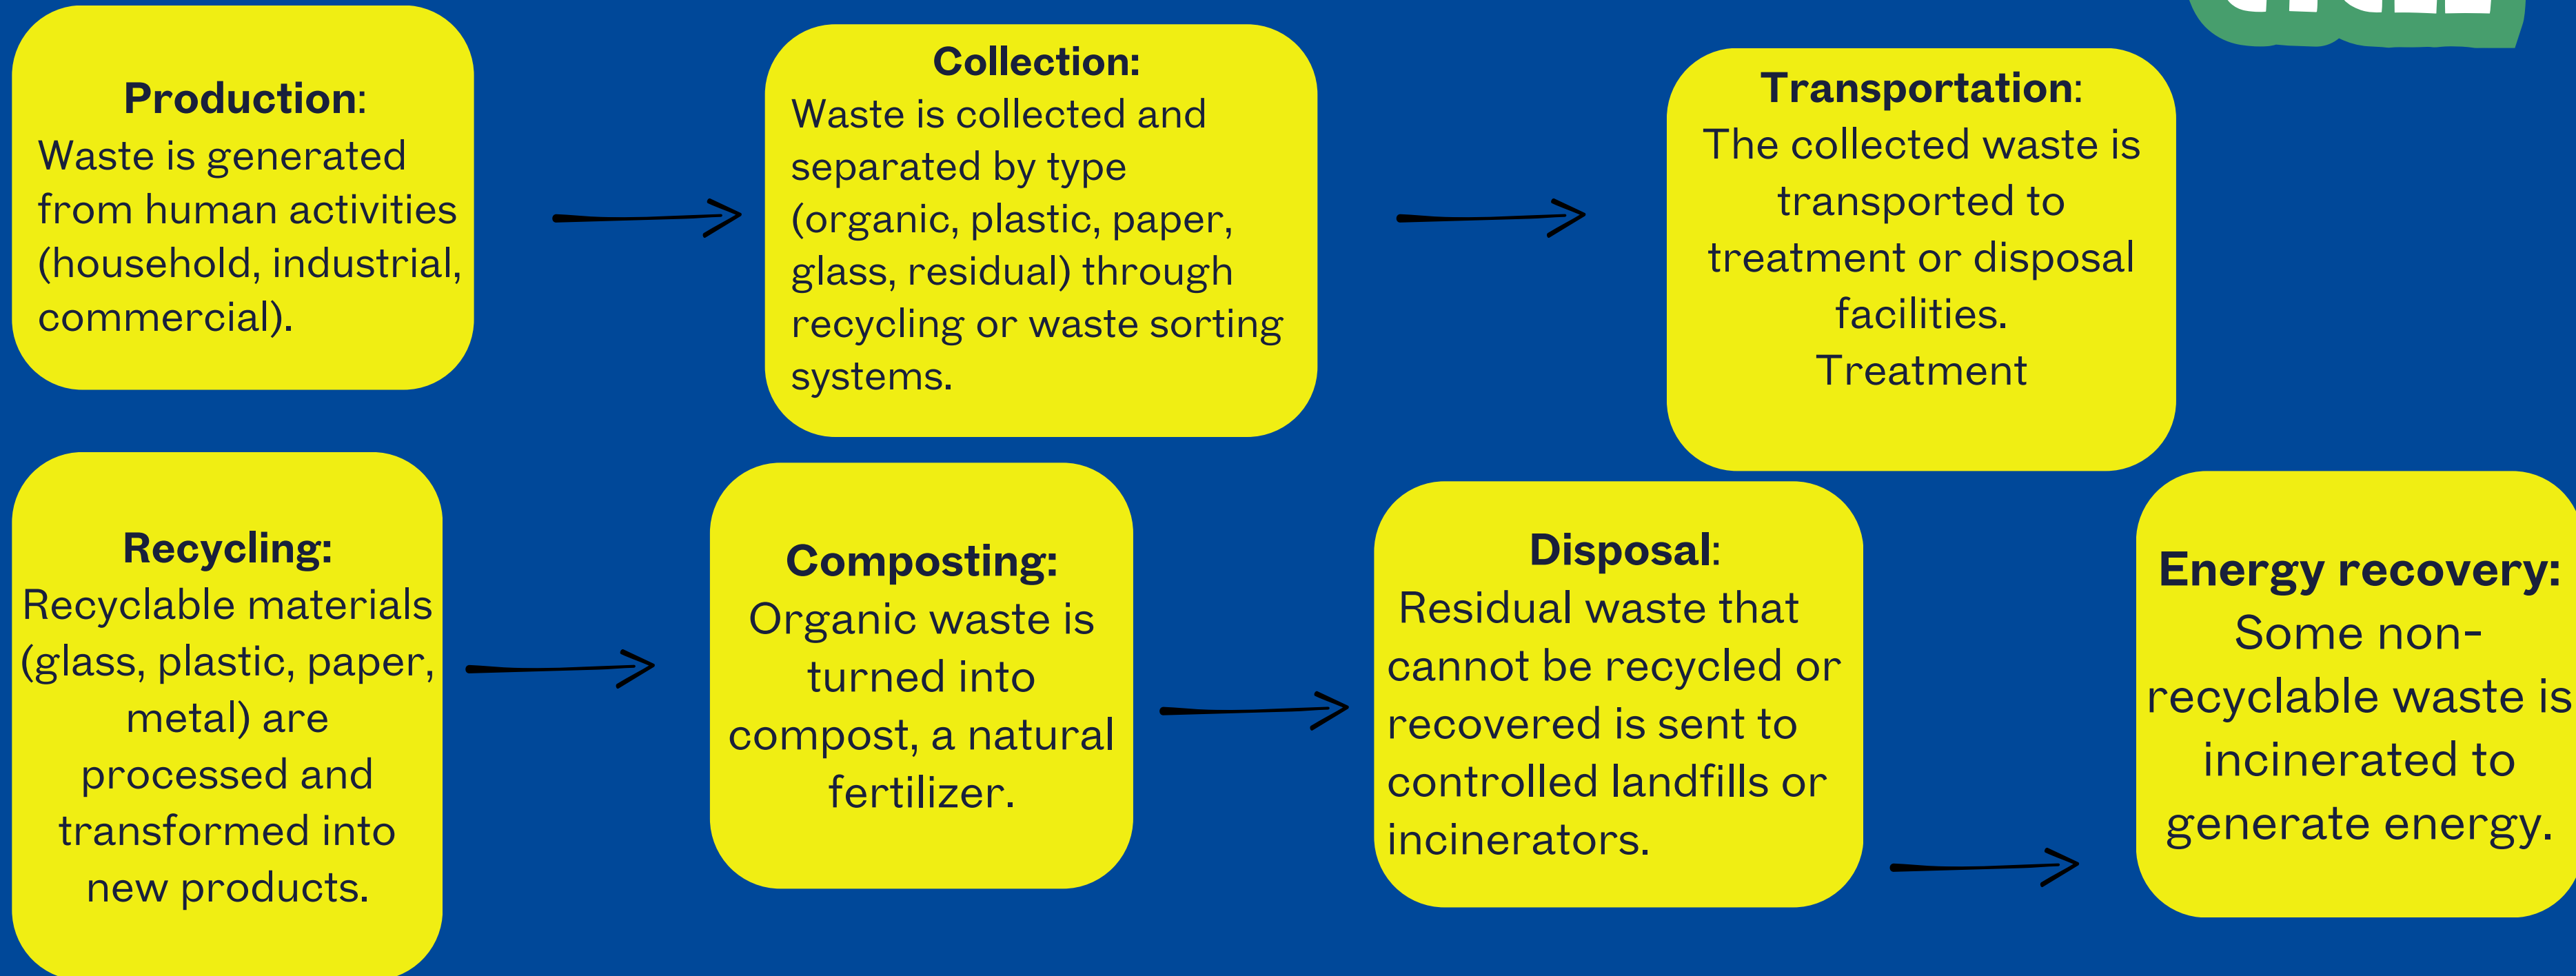 Production:
Waste is generated
from human activities
(household, industrial,
commercial).
Collection:
Waste is collected and
separated by type
(organic, plastic, paper,
glass, residual) through
recycling or waste sorting
systems.
Transportation:
The collected waste is
transported to
treatment or disposal
facilities.
Treatment
Recycling:
Recyclable materials
(glass, plastic, paper,
metal) are
processed and
transformed into
new products.
Composting:
Organic waste is
turned into
compost, a natural
fertilizer.
Disposal:
Residual waste that
cannot be recycled or
recovered is sent to
controlled landfills or
incinerators.
Energy recovery:
Some non-
recyclable waste is
incinerated to
generate energy.